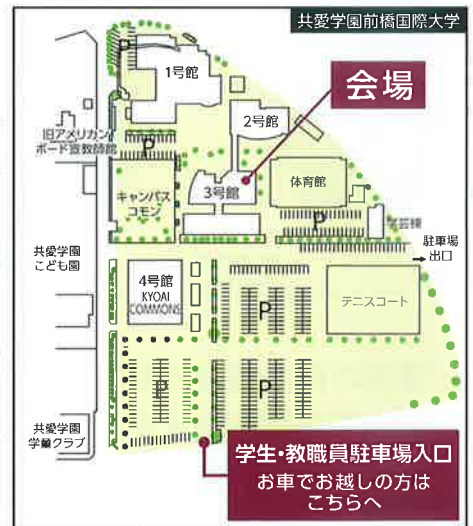 共愛学園前橋国際大学
P
1号館
会場
2号館
旧アメリカン
ボード宣教師館
P
キャンパス
コモン
3号館
体育館
P
学芸棟
共愛学園
こども園
駐車場
出口
4号館
KYOAI
COMMONS
P
テニスコート
P
P
共愛学園
学童クラブ
学生・教職員駐車場入口
お車でお越しの方は
こちらへ